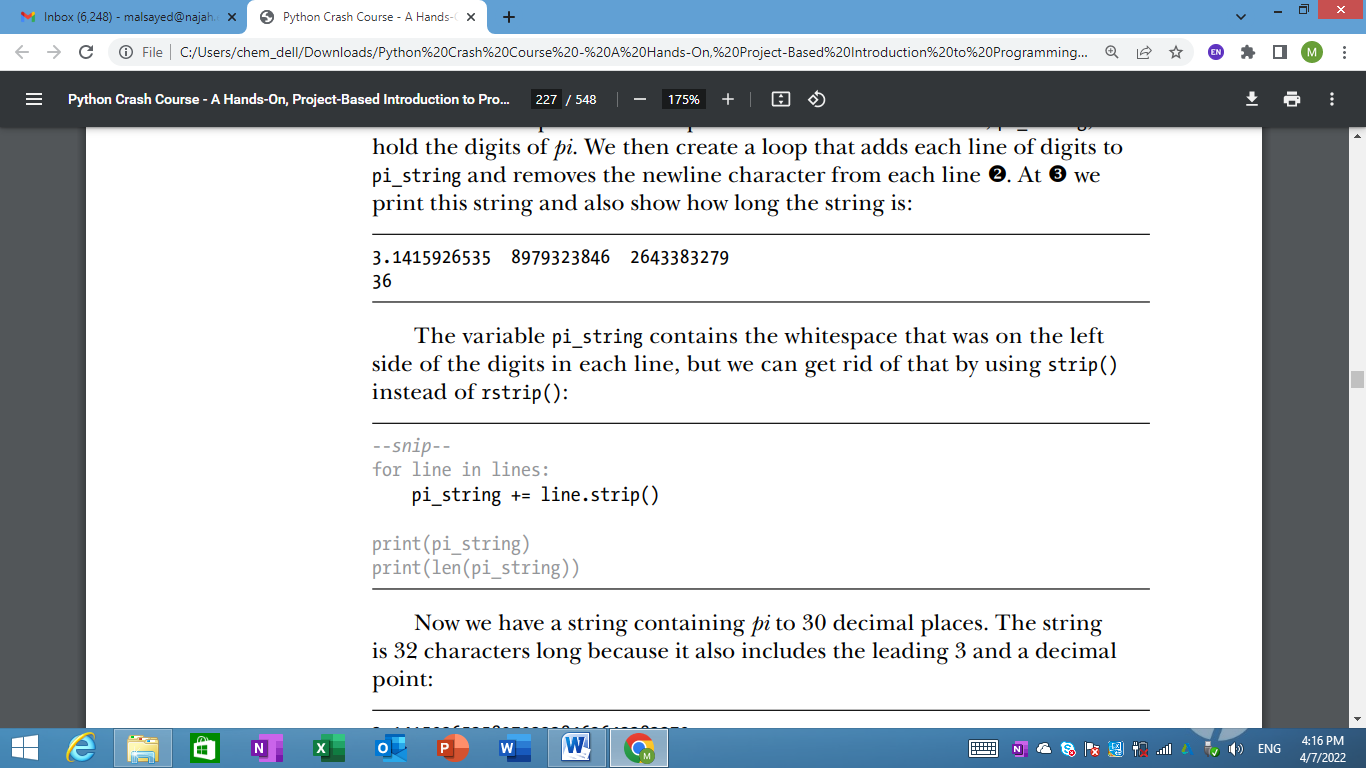 Inbox (6,248) - malsayed@najah.
Python Crash Course - A Hands-
File
C:/Users/chem_dell/Downloads/Python%20Crash%20Course%20-%20A%20Hands-On,%20Project-Based%20Introduction%20to%20Programming...
EN
M
Python Crash Course - A Hands-On, Project-Based Introduction to Pro...
227 / 548
175%
hold the digits of pi. We then create a loop that adds each line of digits to
pi_string and removes the newline character from each line ❷. At ❸ we
print this string and also show how long the string is:
3.1415926535  8979323846  2643383279
36
The variable pi_string contains the whitespace that was on the left
side of the digits in each line, but we can get rid of that by using strip()
instead of rstrip():
--snip--
for line in lines:
    pi_string += line.strip()
print(pi_string)
print(len(pi_string))
Now we have a string containing pi to 30 decimal places. The string
is 32 characters long because it also includes the leading 3 and a decimal
point:
ENG
4:16 PM
4/7/2022